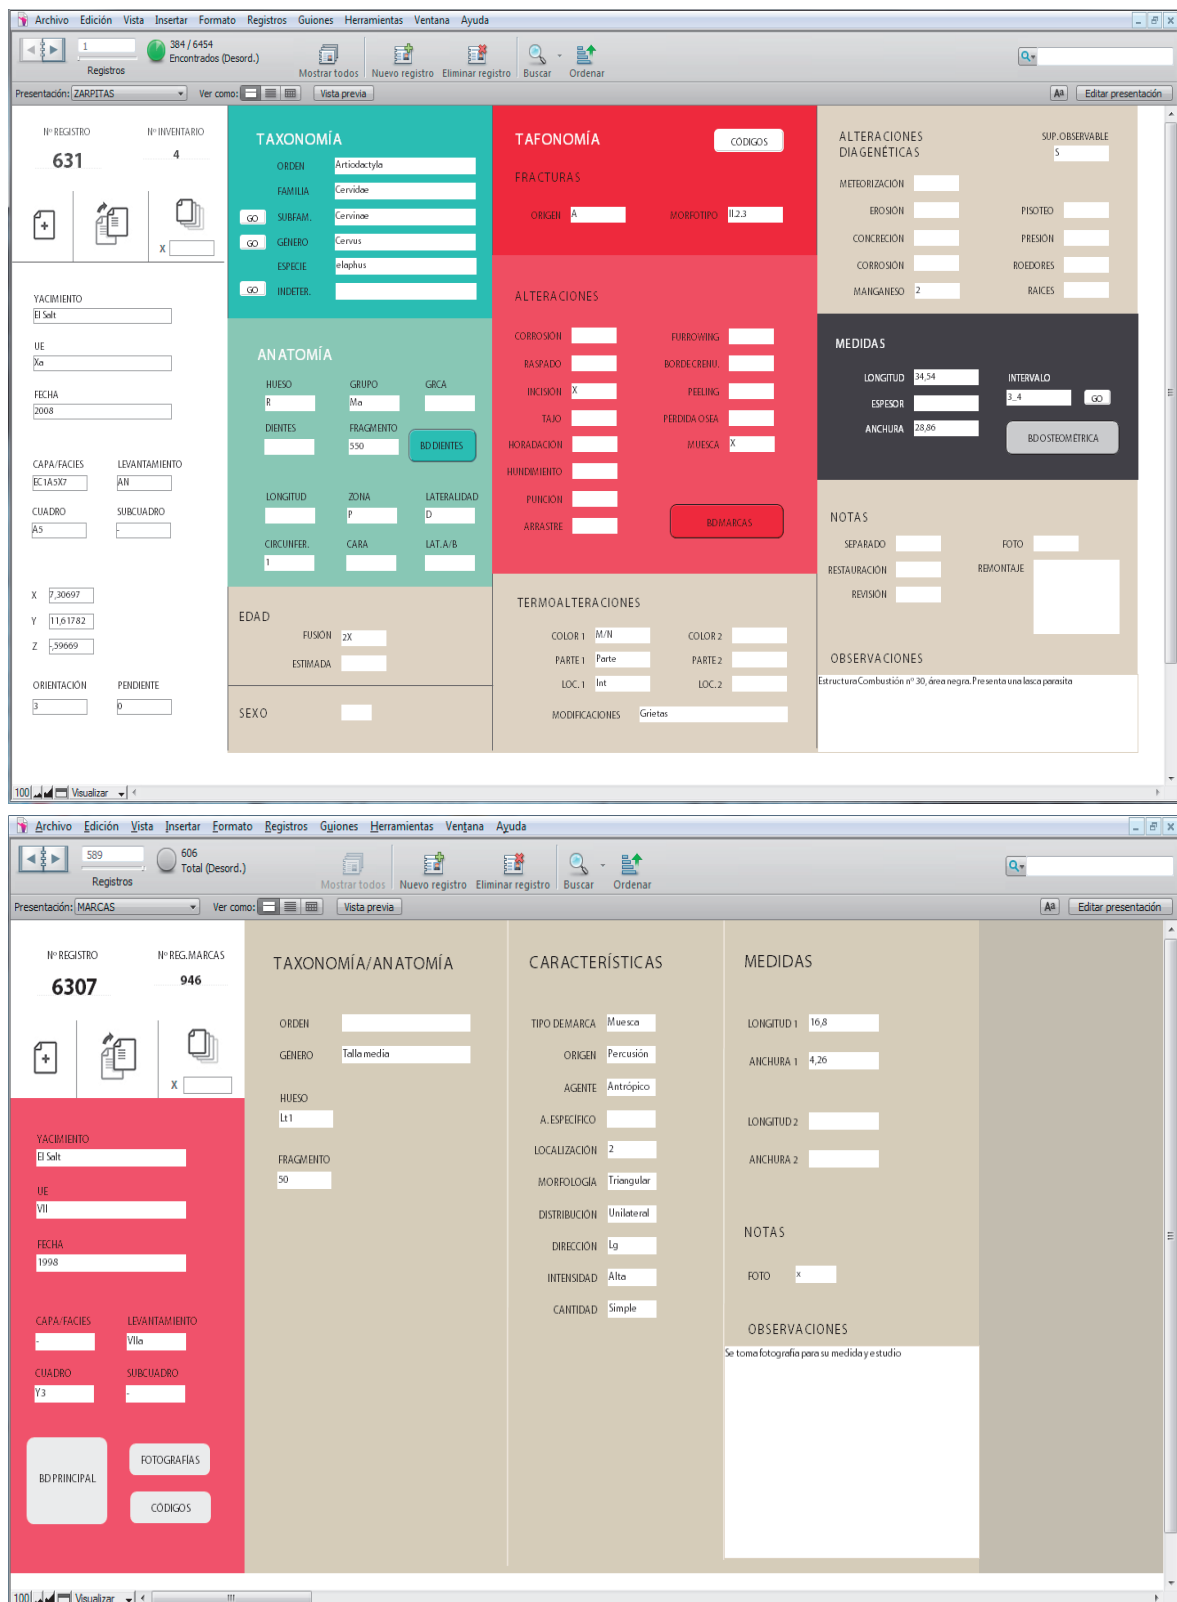 Archivo Edición Vista Insertar Formato Registros Guiones Herramientas Ventana Ayuda
1
Registros
384 / 6454
Encontrados (Desord.)
Mostrar todos Nuevo registro Eliminar registro Buscar Ordenar
Presentación: ZARPITAS Ver como: Vista previa Aa Editar presentación
Nº REGISTRO Nº INVENTARIO
631 4
X
YACIMIENTO
El Salt
UE
Xa
FECHA
2008
CAPA/FACIES LEVANTAMIENTO
EC1A5X7 AN
CUADRO SUBCUADRO
A5 -
X 7,30697
Y 11,61782
Z -,59669
ORIENTACIÓN PENDIENTE
3 0
TAXONOMÍA
ORDEN Artiodactyla
FAMILIA Cervidae
GO SUBFAM. Cervinae
GO GÉNERO Cervus
ESPECIE elaphus
GO INDETER.
ANATOMÍA
HUESO GRUPO GRCA
R Ma
DIENTES FRAGMENTO
550 BD DIENTES
LONGITUD ZONA LATERALIDAD
P D
CIRCUNFER. CARA LAT. A/B
1
EDAD
FUSIÓN 2X
ESTIMADA
SEXO
TAFONOMÍA CÓDIGOS
FRACTURAS
ORIGEN A MORFOTIPO II.2.3
ALTERACIONES
CORROSIÓN FURROWING
RASPADO BORDE CRENU.
INCISIÓN X PEELING
TAJO PERDIDA OSEA
HORADACIÓN MUESCA X
HUNDIMIENTO
PUNCIÓN
ARRASTRE BD MARCAS
TERMOALTERACIONES
COLOR 1 M/N COLOR 2
PARTE 1 Parte PARTE 2
LOC. 1 Int LOC. 2
MODIFICACIONES Grietas
ALTERACIONES
DIAGENÉTICAS
SUP. OBSERVABLE
S
METEORIZACIÓN
EROSIÓN PISOTEO
CONCRECIÓN PRESIÓN
CORROSIÓN ROEDORES
MANGANESO 2 RAICES
MEDIDAS
LONGITUD 34,54 INTERVALO
ESPESOR 3_4 GO
ANCHURA 28,86 BD OSTEOMÉTRICA
NOTAS
SEPARADO FOTO
RESTAURACIÓN REMONTAJE
REVISIÓN
OBSERVACIONES
Estructura Combustión nº 30, área negra. Presenta una lasca parasita
100 Visualizar
Archivo Edición Vista Insertar Formato Registros Guiones Herramientas Ventana Ayuda
589
Registros
606
Total (Desord.)
Mostrar todos Nuevo registro Eliminar registro Buscar Ordenar
Presentación: MARCAS Ver como: Vista previa Aa Editar presentación
Nº REGISTRO Nº REG.MARCAS
6307 946
X
YACIMIENTO
El Salt
UE
VII
FECHA
1998
CAPA/FACIES LEVANTAMIENTO
- VIIa
CUADRO SUBCUADRO
Y3 -
BD PRINCIPAL
FOTOGRAFÍAS
CÓDIGOS
TAXONOMÍA/ANATOMÍA
ORDEN
GÉNERO Talla media
HUESO
Lt1
FRAGMENTO
50
CARACTERÍSTICAS
TIPO DE MARCA Muesca
ORIGEN Percusión
AGENTE Antrópico
A. ESPECÍFICO
LOCALIZACIÓN 2
MORFOLOGÍA Triangular
DISTRIBUCIÓN Unilateral
DIRECCIÓN Lg
INTENSIDAD Alta
CANTIDAD Simple
MEDIDAS
LONGITUD 1 16,8
ANCHURA 1 4,26
LONGITUD 2
ANCHURA 2
NOTAS
FOTO x
OBSERVACIONES
Se toma fotografía para su medida y estudio
100 Visualizar